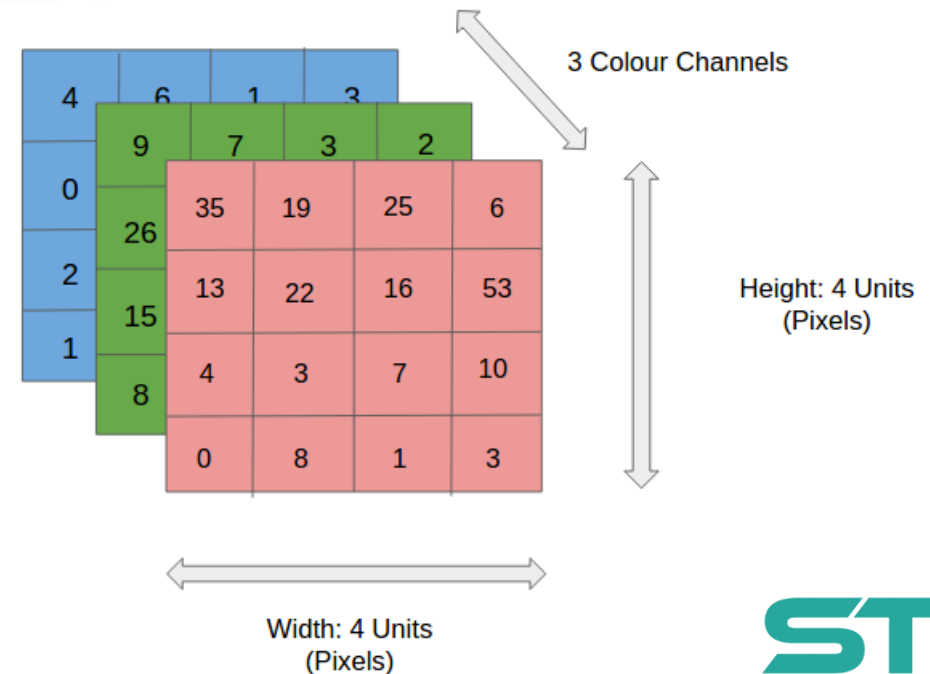 3 Colour Channels
4 6 1 3
9 7 3 2
0
35 19 25 6
26
13 22 16 53
Height: 4 Units
(Pixels)
2
15
4 3 7 10
1
8
0 8 1 3
Width: 4 Units
(Pixels)
ST